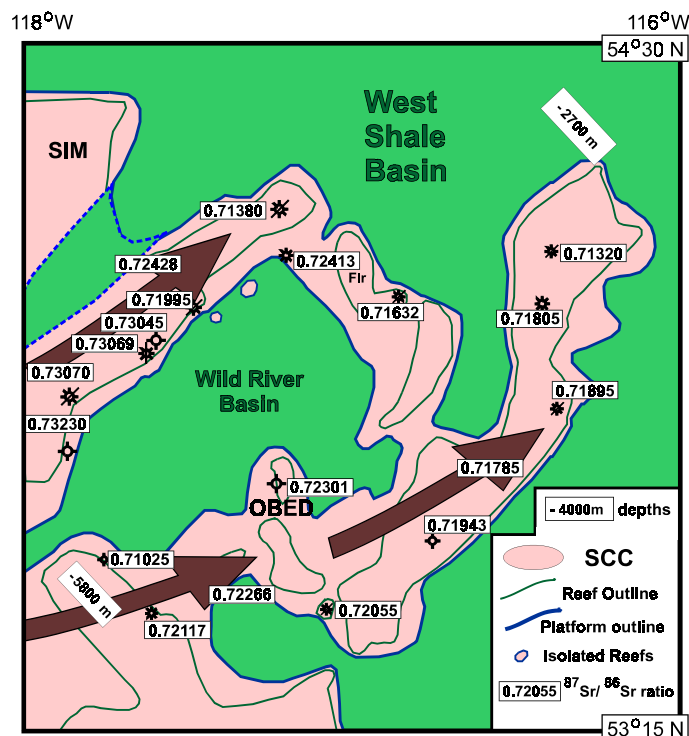 118°W
116°W
54°30 N
West
Shale
Basin
- 2700 m
SIM
0.71380
0.72413
0.71320
0.72428
Flr
0.71995
0.71632
0.71805
0.73045
0.73069
0.73070
Wild River
Basin
0.71895
0.73230
0.71785
0.72301
OBED
- 4000m depths
0.71943
0.71025
SCC
-5800 m
0.72266
Reef Outline
0.72055
0.72117
Platform outline
Isolated Reefs
0.72055 87Sr/ 86Sr ratio
53°15 N